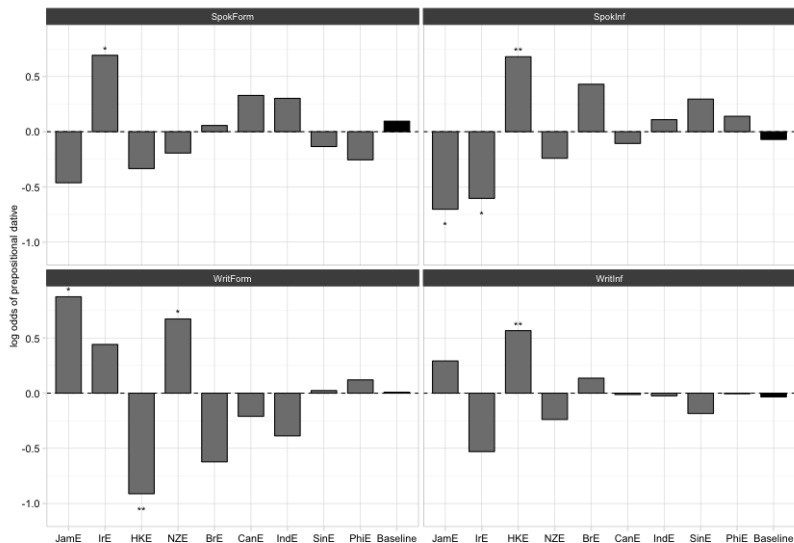 SpokForm
SpokInf
0.5
0.0
-0.5
-1.0
*
**
*
*
WritForm
WritInf
0.5
0.0
-0.5
-1.0
*
*
**
**
log odds of prepositional dative
JamE IrE HKE NZE BrE CanE IndE SinE PhiE Baseline
JamE IrE HKE NZE BrE CanE IndE SinE PhiE Baseline